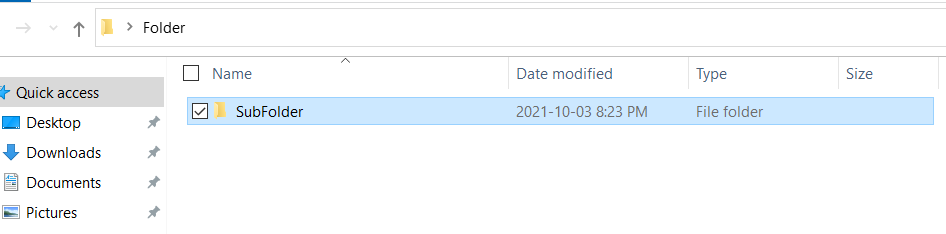 Folder
Name Date modified Type Size
Quick access
SubFolder 2021-10-03 8:23 PM File folder
Desktop
Downloads
Documents
Pictures